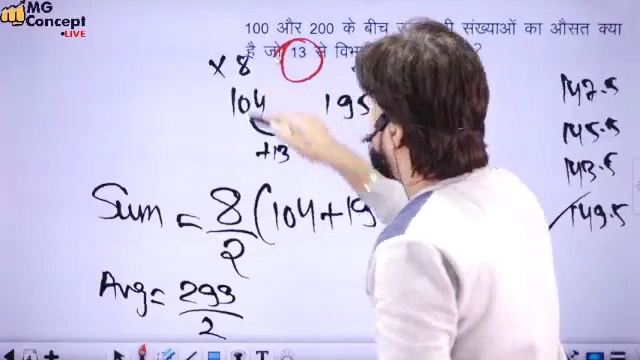 MG
Concept
LIVE
100 और 200 के बीच संख्याओं का औसत क्या
है जो 13 से ?
× 8
104 195
+13
Sum = 8/2 (104+19
Avg = 299/2
147.5
145.5
143.5
149.5
T